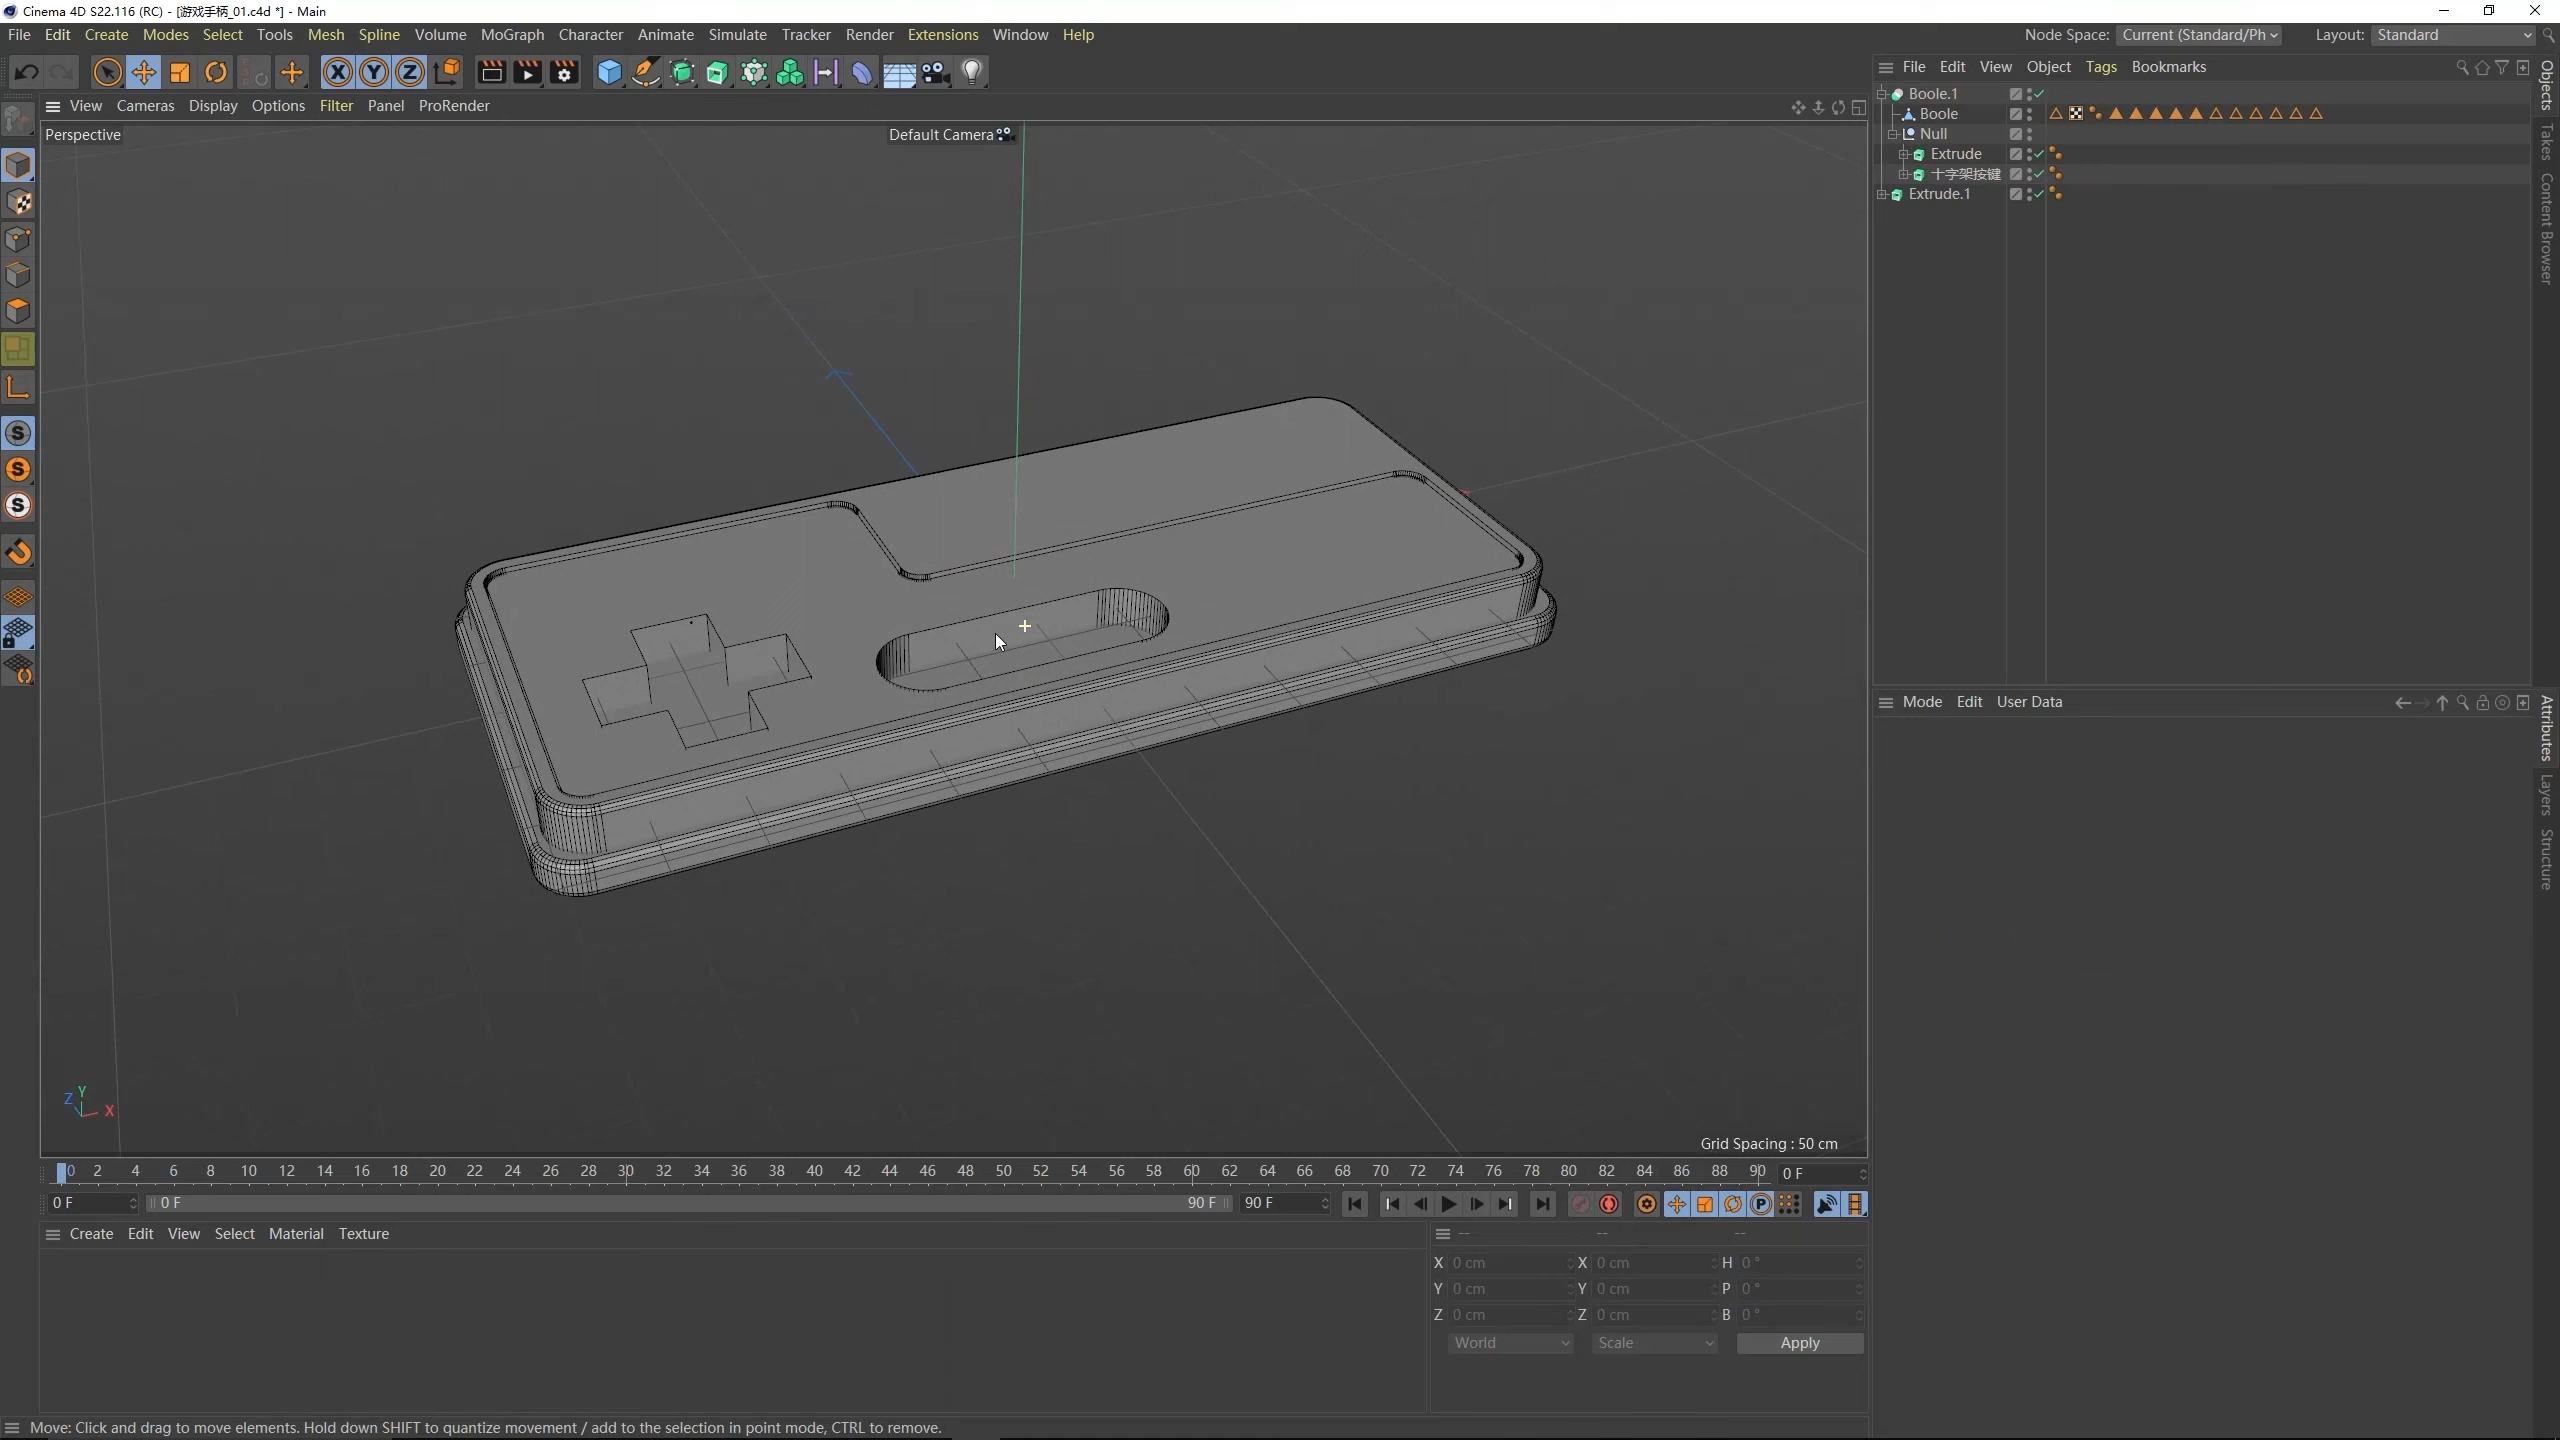 Cinema 4D S22.116 (RC) - [游戏手柄_01.c4d *] - Main
File Edit Create Modes Select Tools Mesh Spline Volume MoGraph Character Animate Simulate Tracker Render Extensions Window Help
Node Space: Current (Standard/Ph Layout: Standard
File Edit View Object Tags Bookmarks
View Cameras Display Options Filter Panel ProRender
Perspective
Default Camera
Boole.1
Boole
Null
Extrude
十字架按键
Extrude.1
Objects
Takes
Content Browser
Mode Edit User Data
Attributes
Layers
Structure
X Y Z
S
S
S
Z Y X
Grid Spacing : 50 cm
0 2 4 6 8 10 12 14 16 18 20 22 24 26 28 30 32 34 36 38 40 42 44 46 48 50 52 54 56 58 60 62 64 66 68 70 72 74 76 78 80 82 84 86 88 90 0 F
0 F 0 F 90 F 90 F P
Create Edit View Select Material Texture
-- -- --
X 0 cm X 0 cm H 0 °
Y 0 cm Y 0 cm P 0 °
Z 0 cm Z 0 cm B 0 °
World Scale Apply
Move: Click and drag to move elements. Hold down SHIFT to quantize movement / add to the selection in point mode, CTRL to remove.